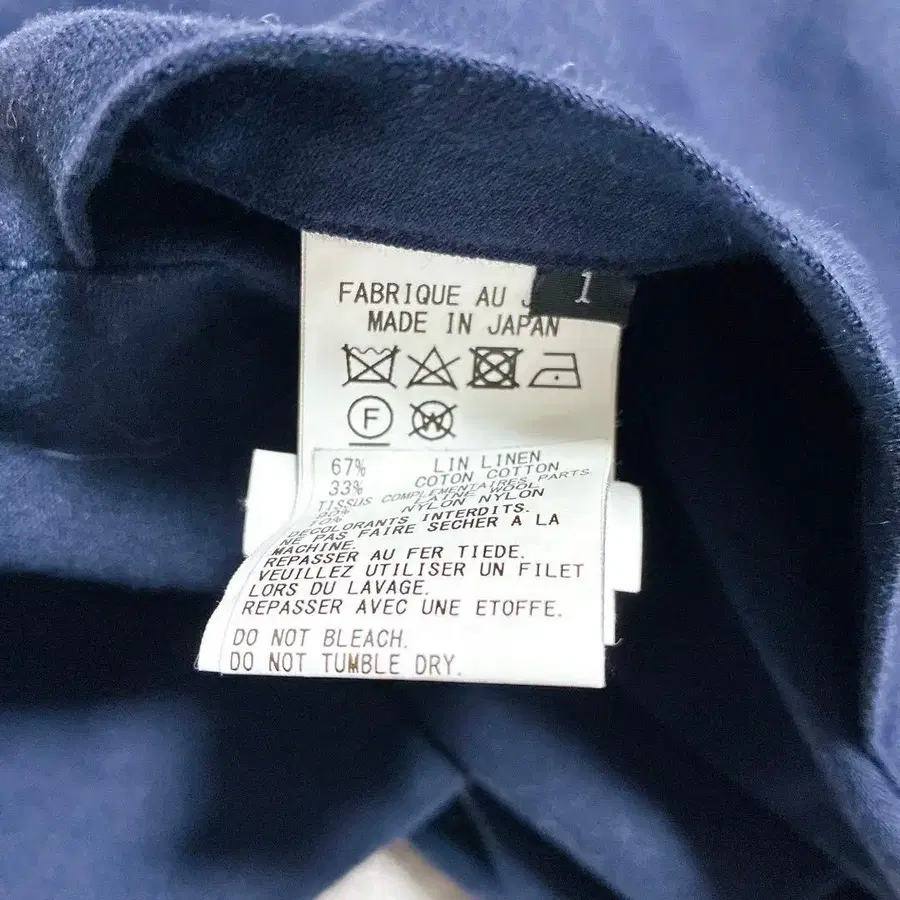 1
FABRIQUE AU J
MADE IN JAPAN
F
W
67% LIN LINEN
33% COTON COTTON
TISSUS COMPLEMENTAIRES PARTS.
90% LAINE WOOL
10% NYLON NYLON
DECOLORANTS INTERDITS.
NE PAS FAIRE SECHER A LA
MACHINE.
REPASSER AU FER TIEDE.
VEUILLEZ UTILISER UN FILET
LORS DU LAVAGE.
REPASSER AVEC UNE ETOFFE.
DO NOT BLEACH.
DO NOT TUMBLE DRY.